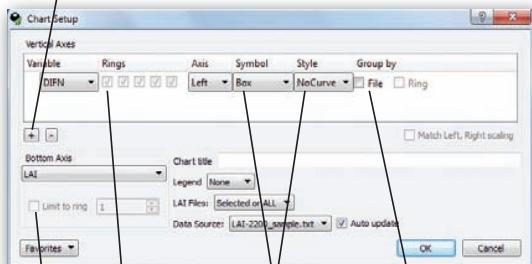 Chart Setup
Vertical Axes
Variable Rings Axis Symbol Style Group by
DIFN Left Box NoCurve File Ring
+ -
Match Left, Right scaling
Bottom Axis
LAI
Limit to ring 1
Chart title
Legend None
LAI Files: Selected or ALL
Data Source: LAI-2200_sample.txt Auto update
Favorites
OK Cancel